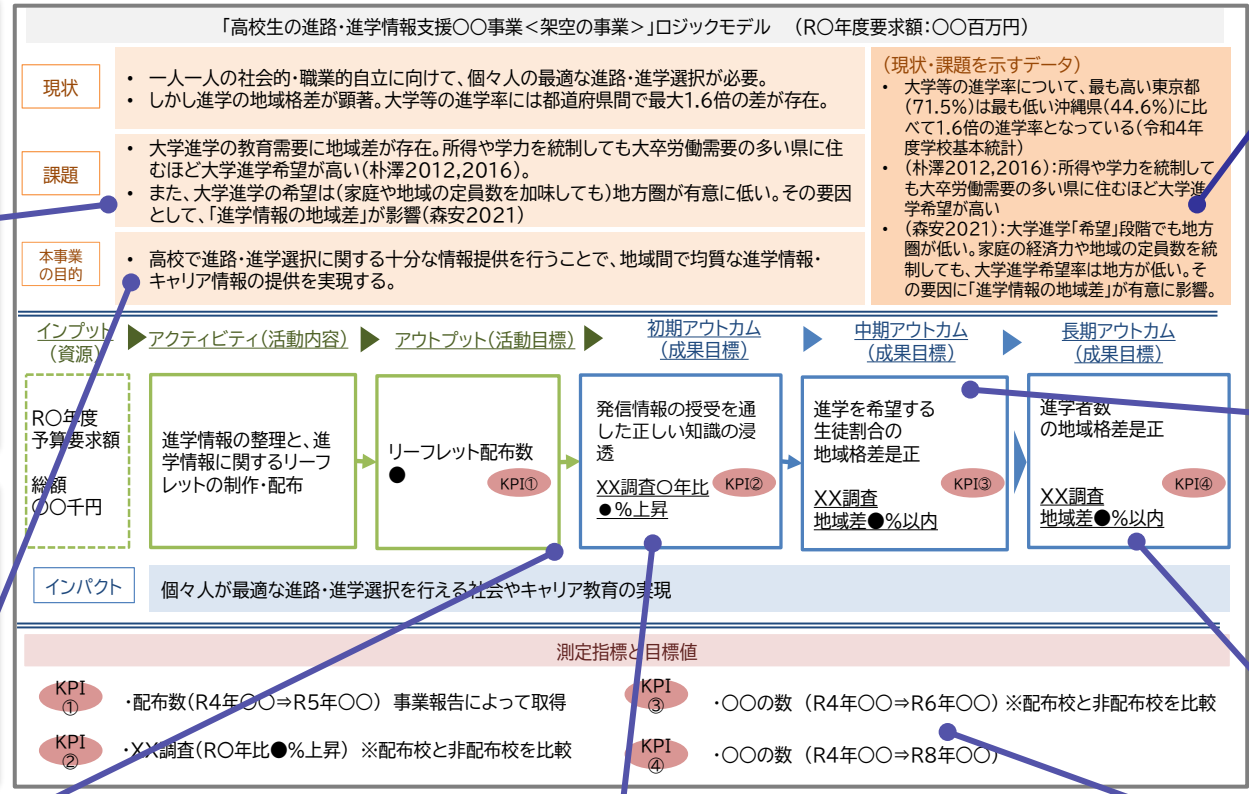 「高校生の進路・進学情報支援〇〇事業＜架空の事業＞」ロジックモデル　（R〇年度要求額：〇〇百万円）
現状
• 一人一人の社会的・職業的自立に向けて、個々人の最適な進路・進学選択が必要。
• しかし進学の地域格差が顕著。大学等の進学率には都道府県間で最大1.6倍の差が存在。
課題
• 大学進学の教育需要に地域差が存在。所得や学力を統制しても大卒労働需要の多い県に住
むほど大学進学希望が高い(朴澤2012,2016)。
• また、大学進学の希望は(家庭や地域の定員数を加味しても)地方圏が有意に低い。その要因
として、「進学情報の地域差」が影響(森安2021)
本事業
の目的
• 高校で進路・進学選択に関する十分な情報提供を行うことで、地域間で均質な進学情報・
キャリア情報の提供を実現する。
(現状・課題を示すデータ)
• 大学等の進学率について、最も高い東京都
(71.5%)は最も低い沖縄県(44.6%)に比
べて1.6倍の進学率となっている(令和4年
度学校基本統計)
• (朴澤2012,2016)：所得や学力を統制して
も大卒労働需要の多い県に住むほど大学進
学希望が高い
• (森安2021)：大学進学「希望」段階でも地方
圏が低い。家庭の経済力や地域の定員数を統
制しても、大学進学希望率は地方が低い。そ
の要因に「進学情報の地域差」が有意に影響。
インプット
(資源)
アクティビティ(活動内容)
アウトプット(活動目標)
初期アウトカム
(成果目標)
中期アウトカム
(成果目標)
長期アウトカム
(成果目標)
R〇年度
予算要求額
総額
〇〇千円
進学情報の整理と、進
学情報に関するリーフ
レットの制作・配布
リーフレット配布数
●
KPI①
発信情報の授受を通
した正しい知識の浸
透
XX調査〇年比
●%上昇
KPI②
進学を希望する
生徒割合の
地域格差是正
XX調査
地域差●%以内
KPI③
進学者数
の地域格差是正
XX調査
地域差●%以内
KPI④
インパクト
個々人が最適な進路・進学選択を行える社会やキャリア教育の実現
測定指標と目標値
KPI
①
・配布数(R4年〇〇⇒R5年〇〇) 事業報告によって取得
KPI
②
・XX調査(R〇年比●%上昇) ※配布校と非配布校を比較
KPI
③
・〇〇の数 (R4年〇〇⇒R6年〇〇) ※配布校と非配布校を比較
KPI
④
・〇〇の数 (R4年〇〇⇒R8年〇〇)